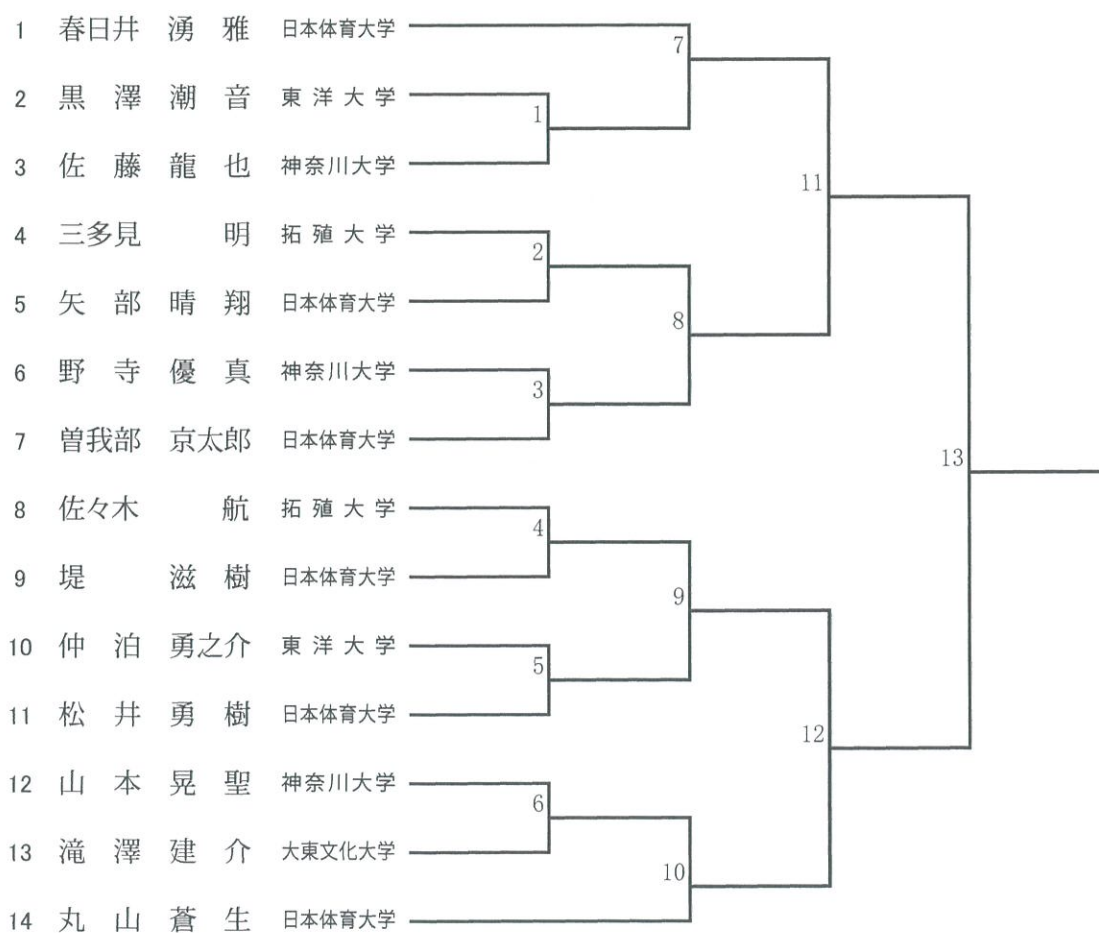 1 春日井 湧 雅 日本体育大学
7
2 黒 澤 潮 音 東洋大学
1
3 佐 藤 龍 也 神奈川大学
11
4 三多見 明 拓殖大学
2
5 矢 部 晴 翔 日本体育大学
8
6 野 寺 優 真 神奈川大学
3
7 曽我部 京太郎 日本体育大学
13
8 佐々木 航 拓殖大学
4
9 堤 滋 樹 日本体育大学
9
10 仲 泊 勇之介 東洋大学
5
11 松 井 勇 樹 日本体育大学
12
12 山 本 晃 聖 神奈川大学
6
13 滝 澤 建 介 大東文化大学
10
14 丸 山 蒼 生 日本体育大学